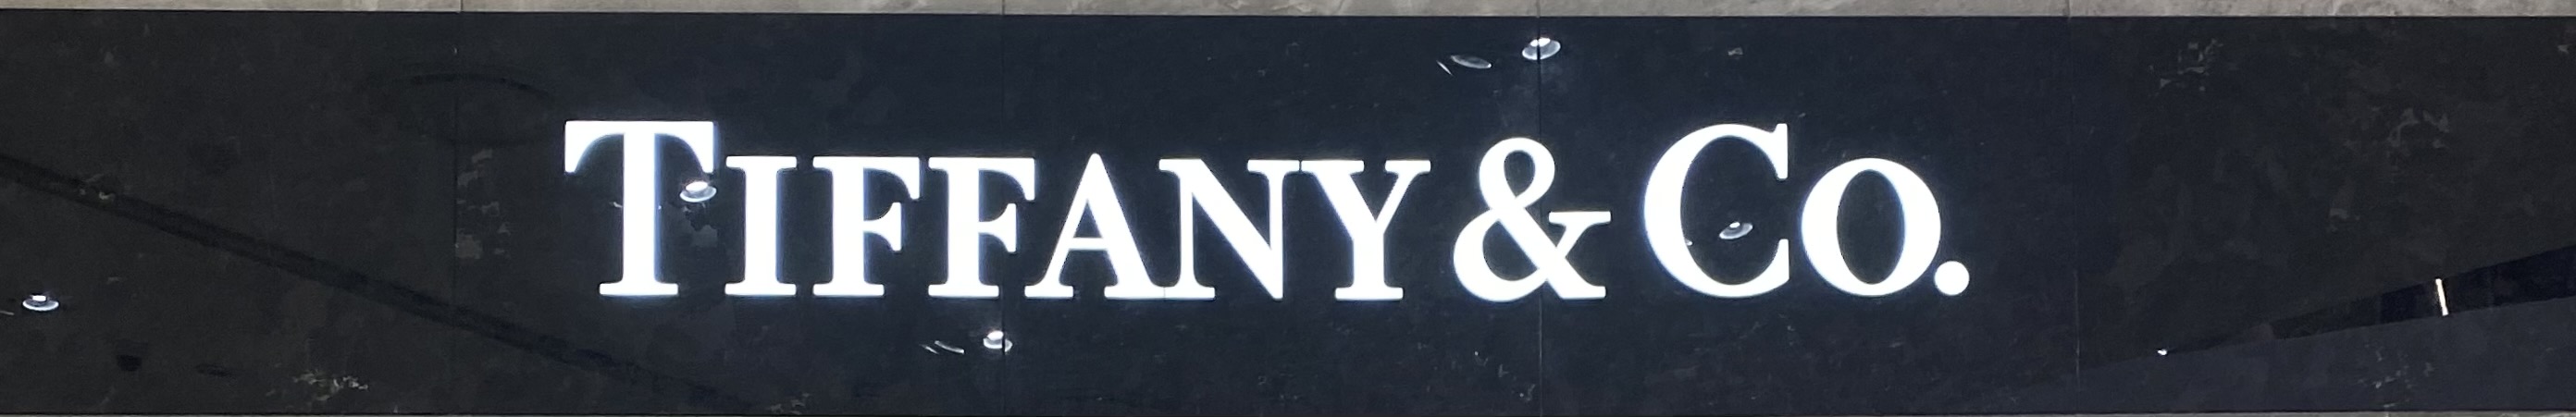 TIFFANY & CO.